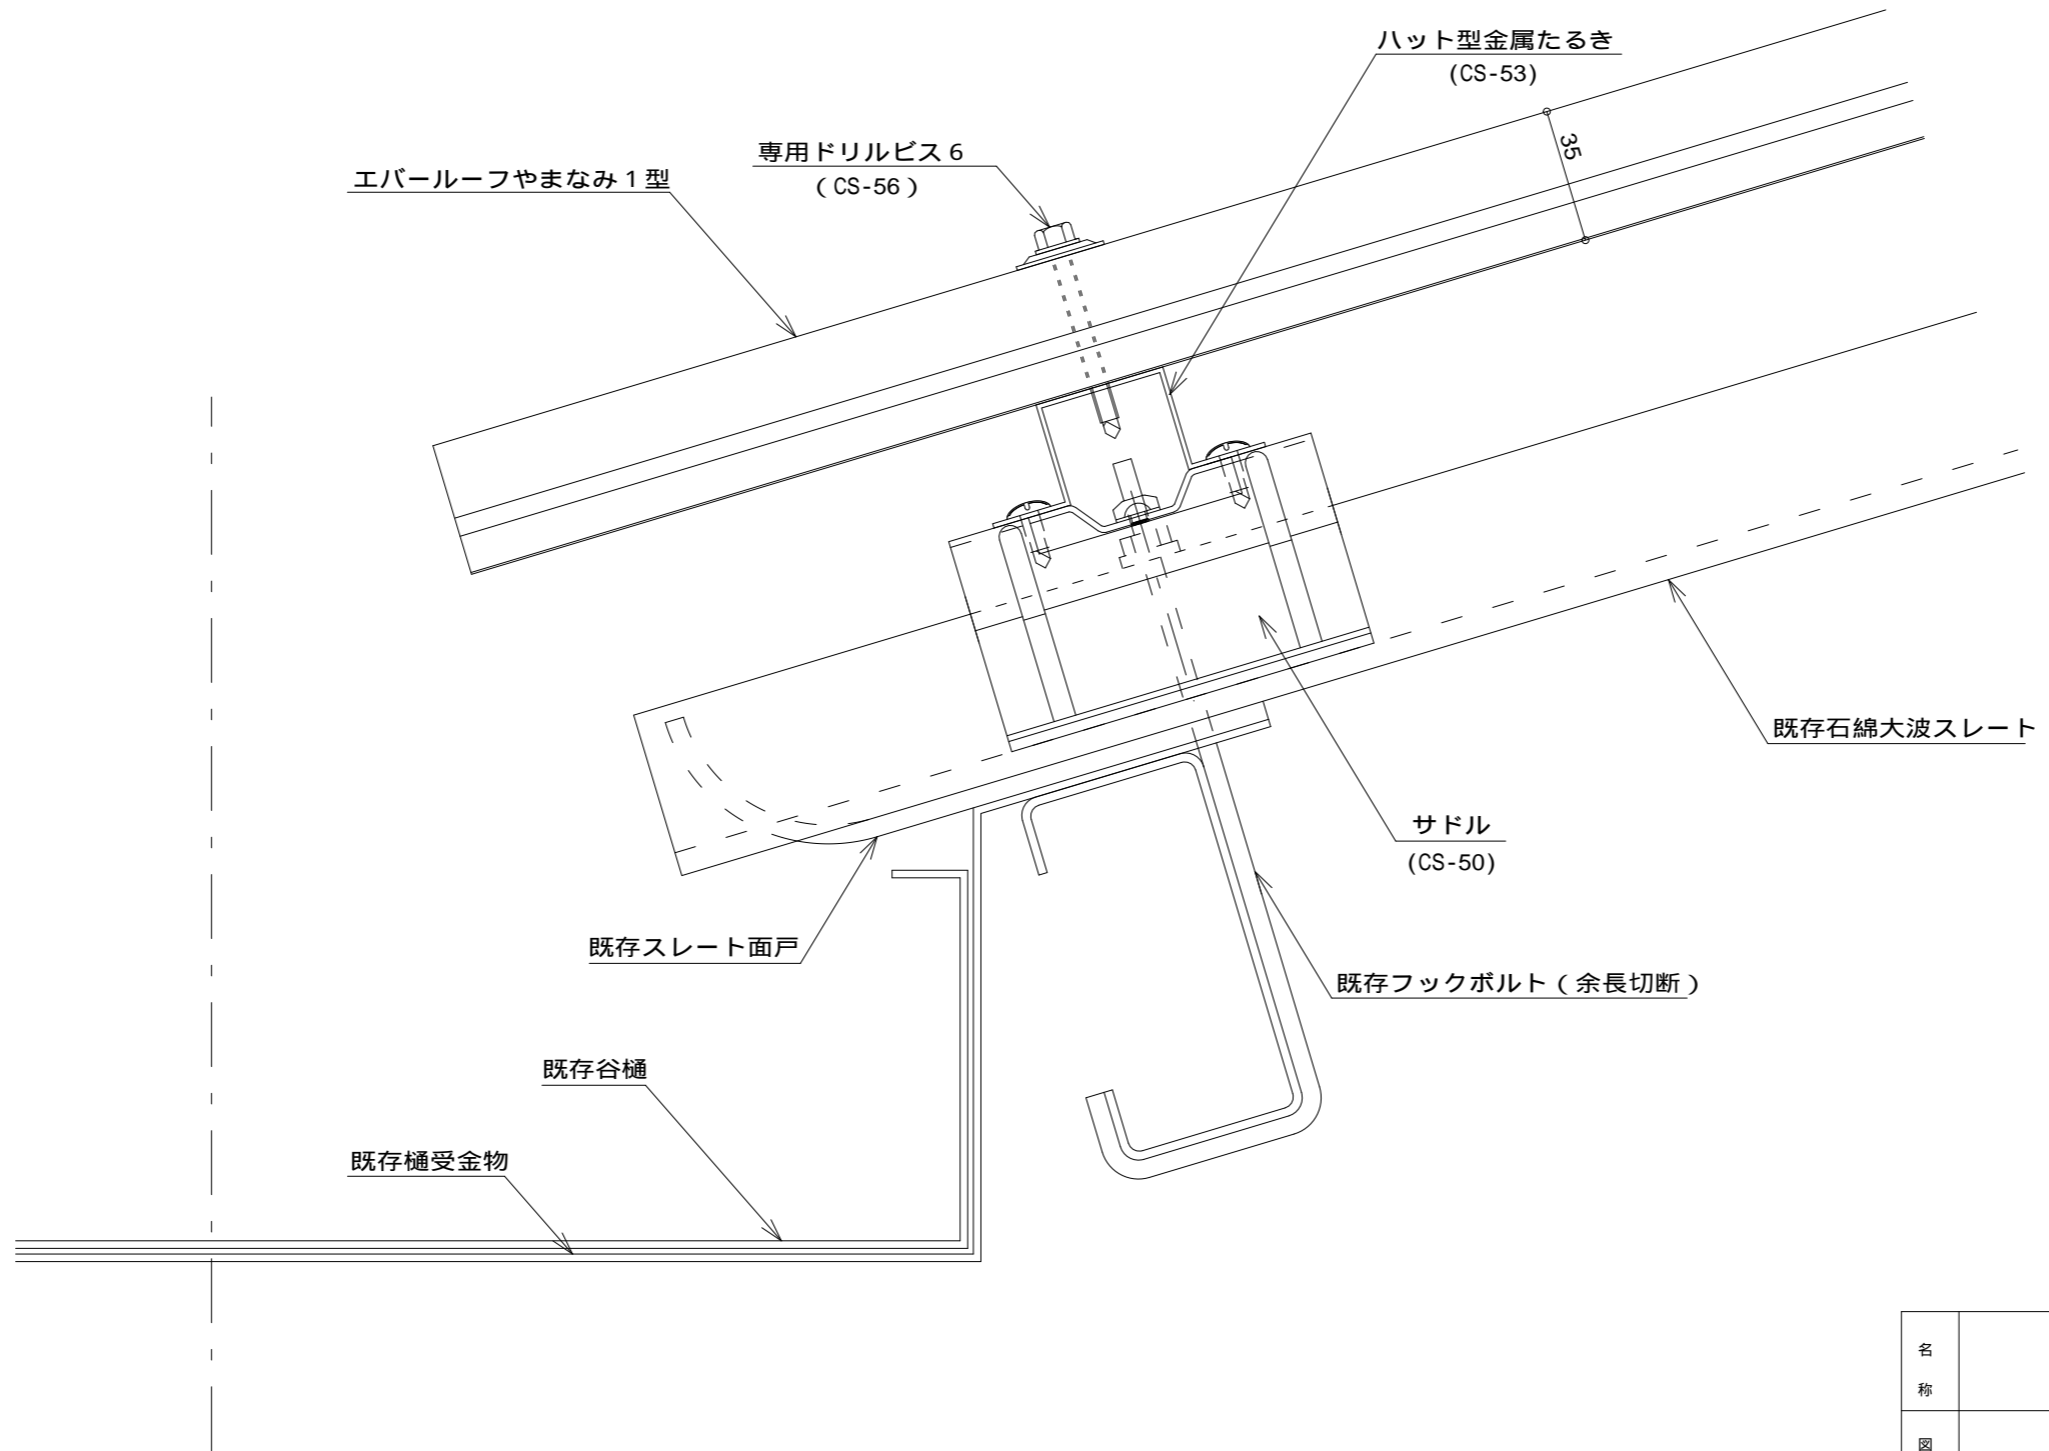 ハット型金属たるき
(CS-53)
専用ドリルビス6
(CS-56)
エバールーフやまなみ1型
35
既存石綿大波スレート
サドル
(CS-50)
既存スレート面戸
既存フックボルト(余長切断)
既存谷樋
既存樋受金物
名
称
図